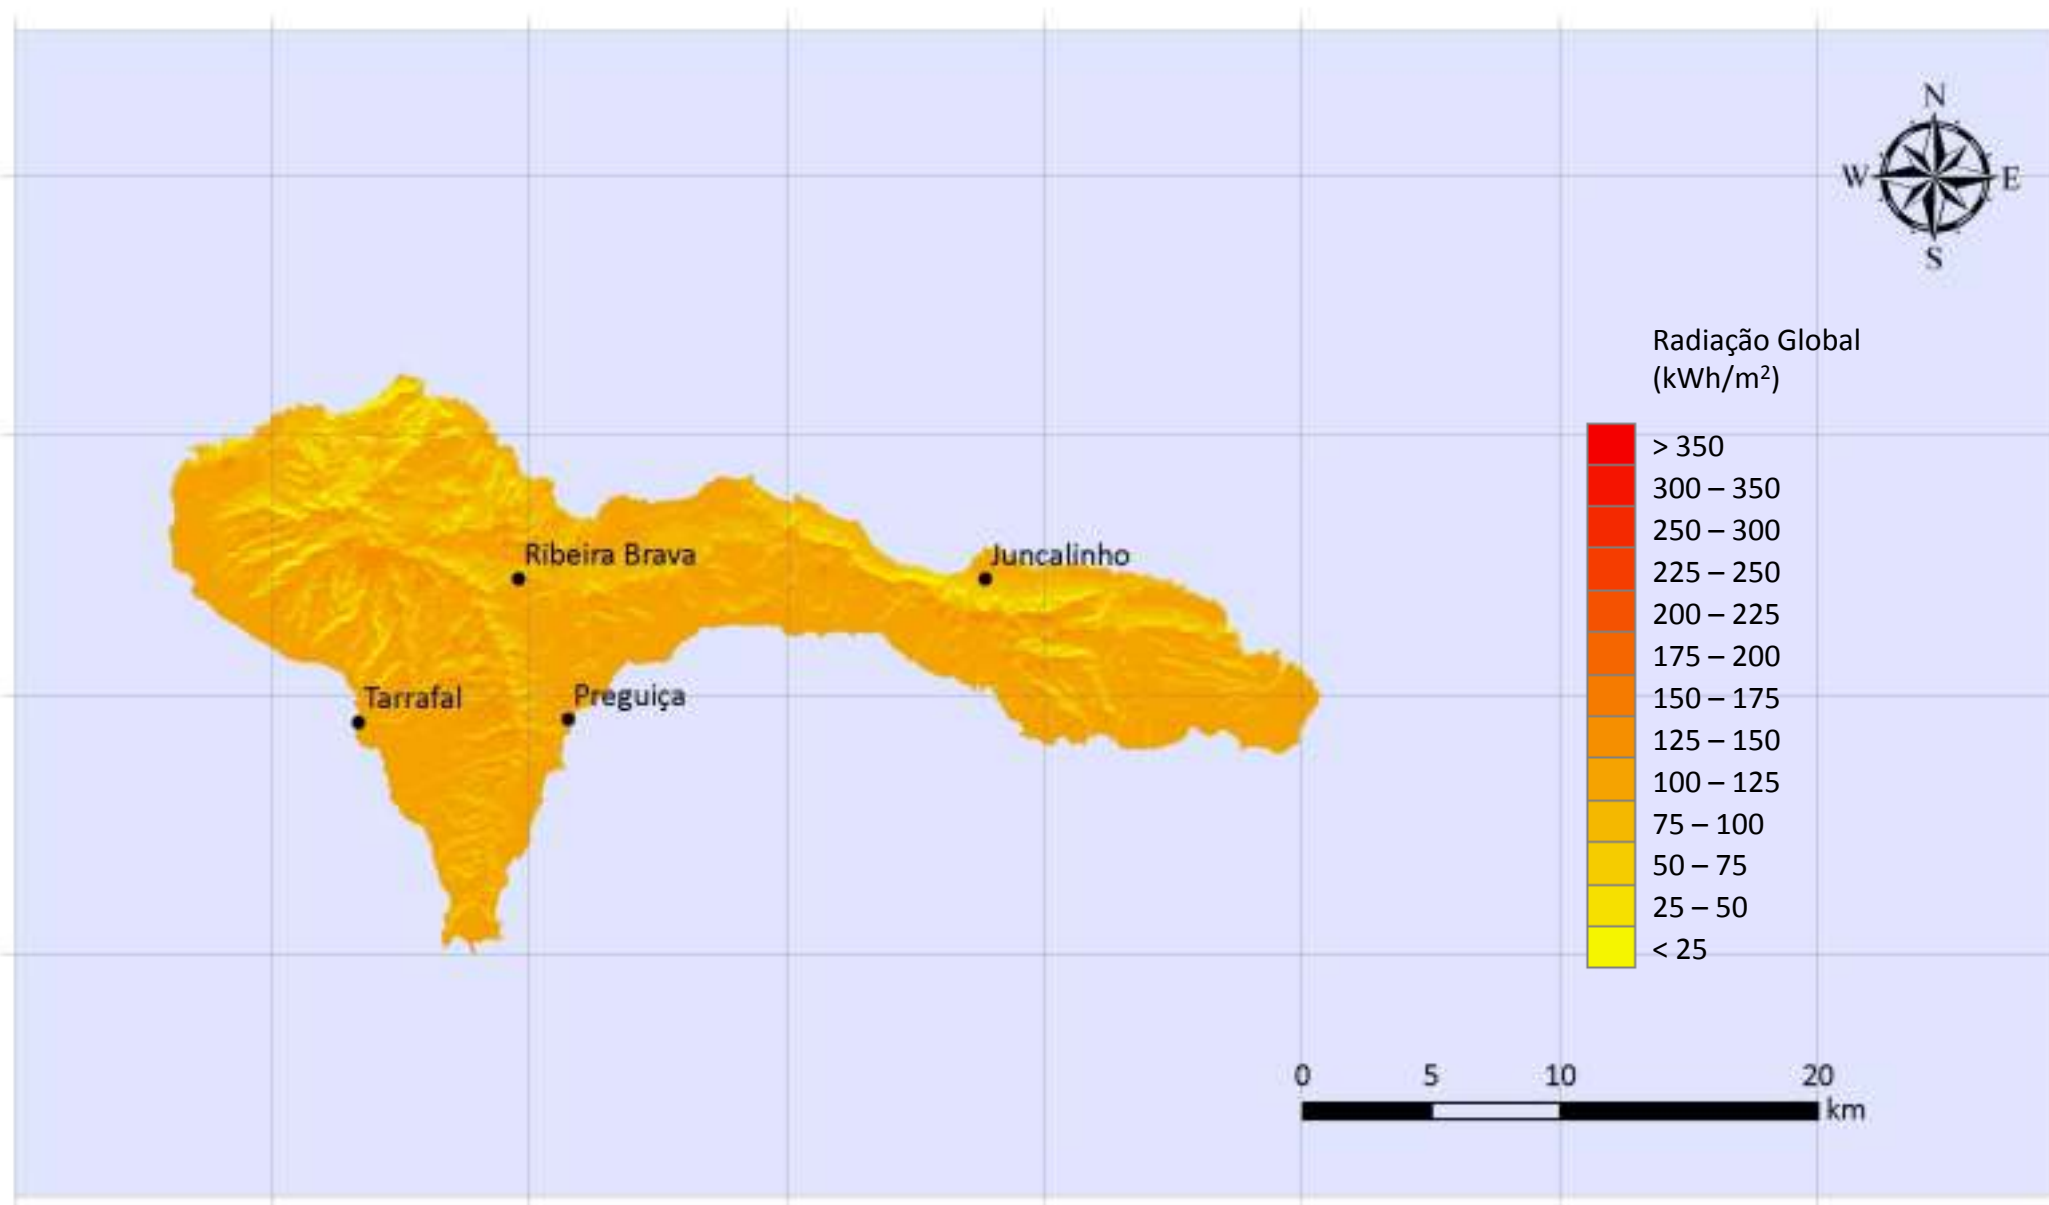 N
W E
S
Radiação Global
(kWh/m²)
> 350
300 – 350
250 – 300
225 – 250
200 – 225
175 – 200
150 – 175
125 – 150
100 – 125
75 – 100
50 – 75
25 – 50
< 25
Ribeira Brava
Juncalinho
Tarrafal
Preguiça
0 5 10 20
km